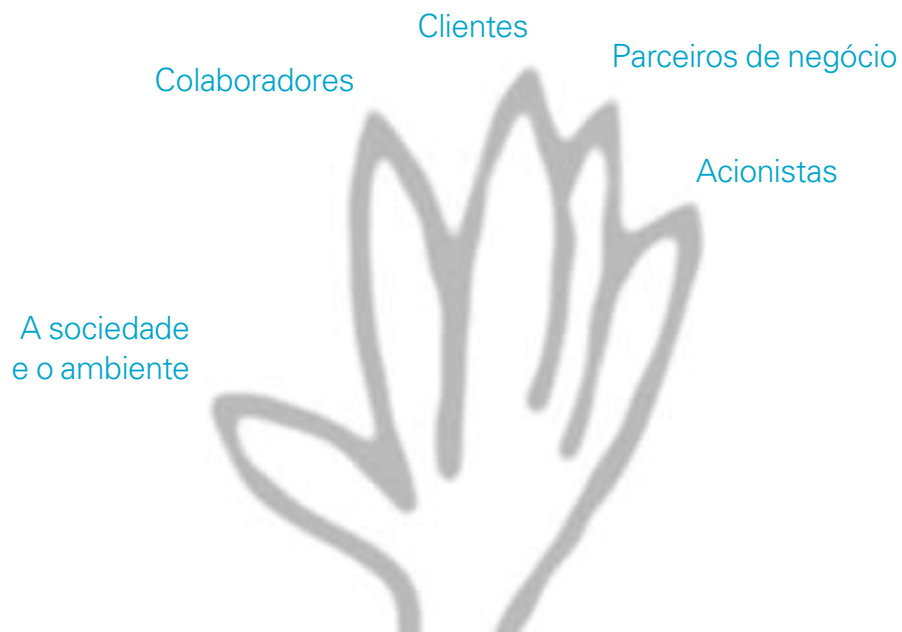 Clientes
Parceiros de negócio
Colaboradores
Acionistas
A sociedade
e o ambiente